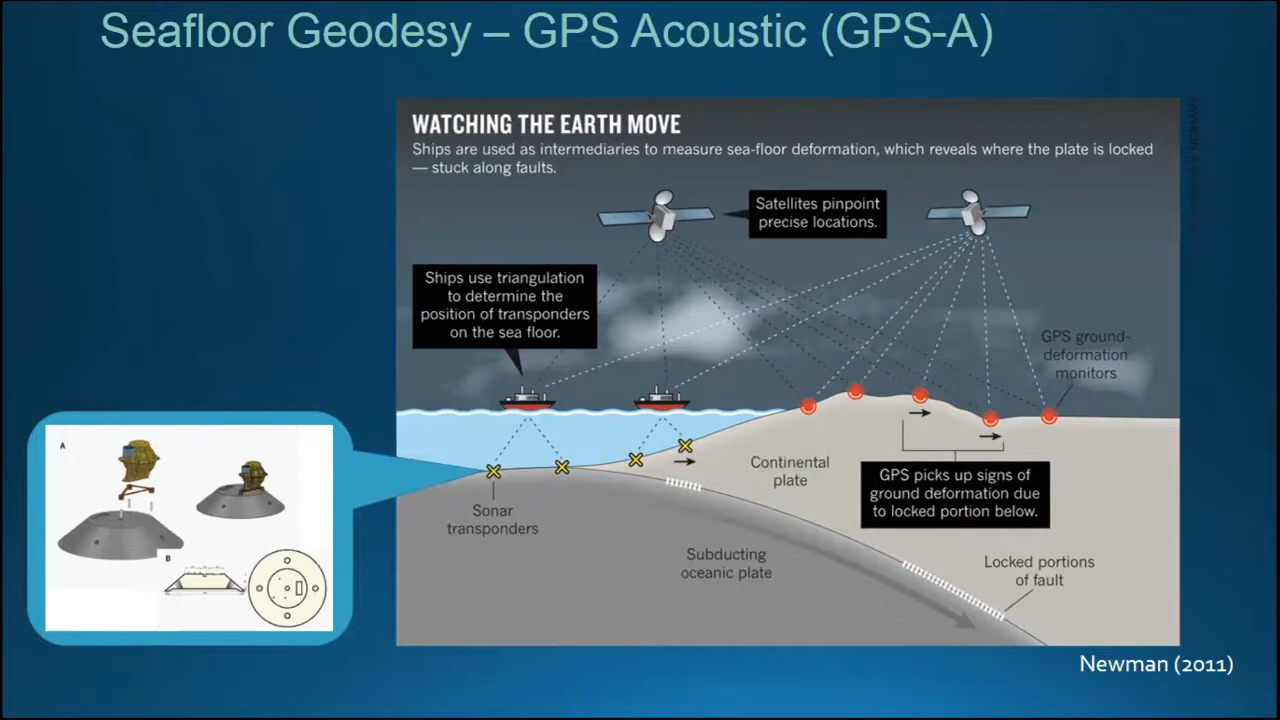 Seafloor Geodesy – GPS Acoustic (GPS-A)
WATCHING THE EARTH MOVE
Ships are used as intermediaries to measure sea-floor deformation, which reveals where the plate is locked
— stuck along faults.
Satellites pinpoint
precise locations.
Ships use triangulation
to determine the
position of transponders
on the sea floor.
GPS ground-
deformation
monitors
A
B
Sonar
transponders
Continental
plate
GPS picks up signs of
ground deformation due
to locked portion below.
Subducting
oceanic plate
Locked portions
of fault
Newman (2011)